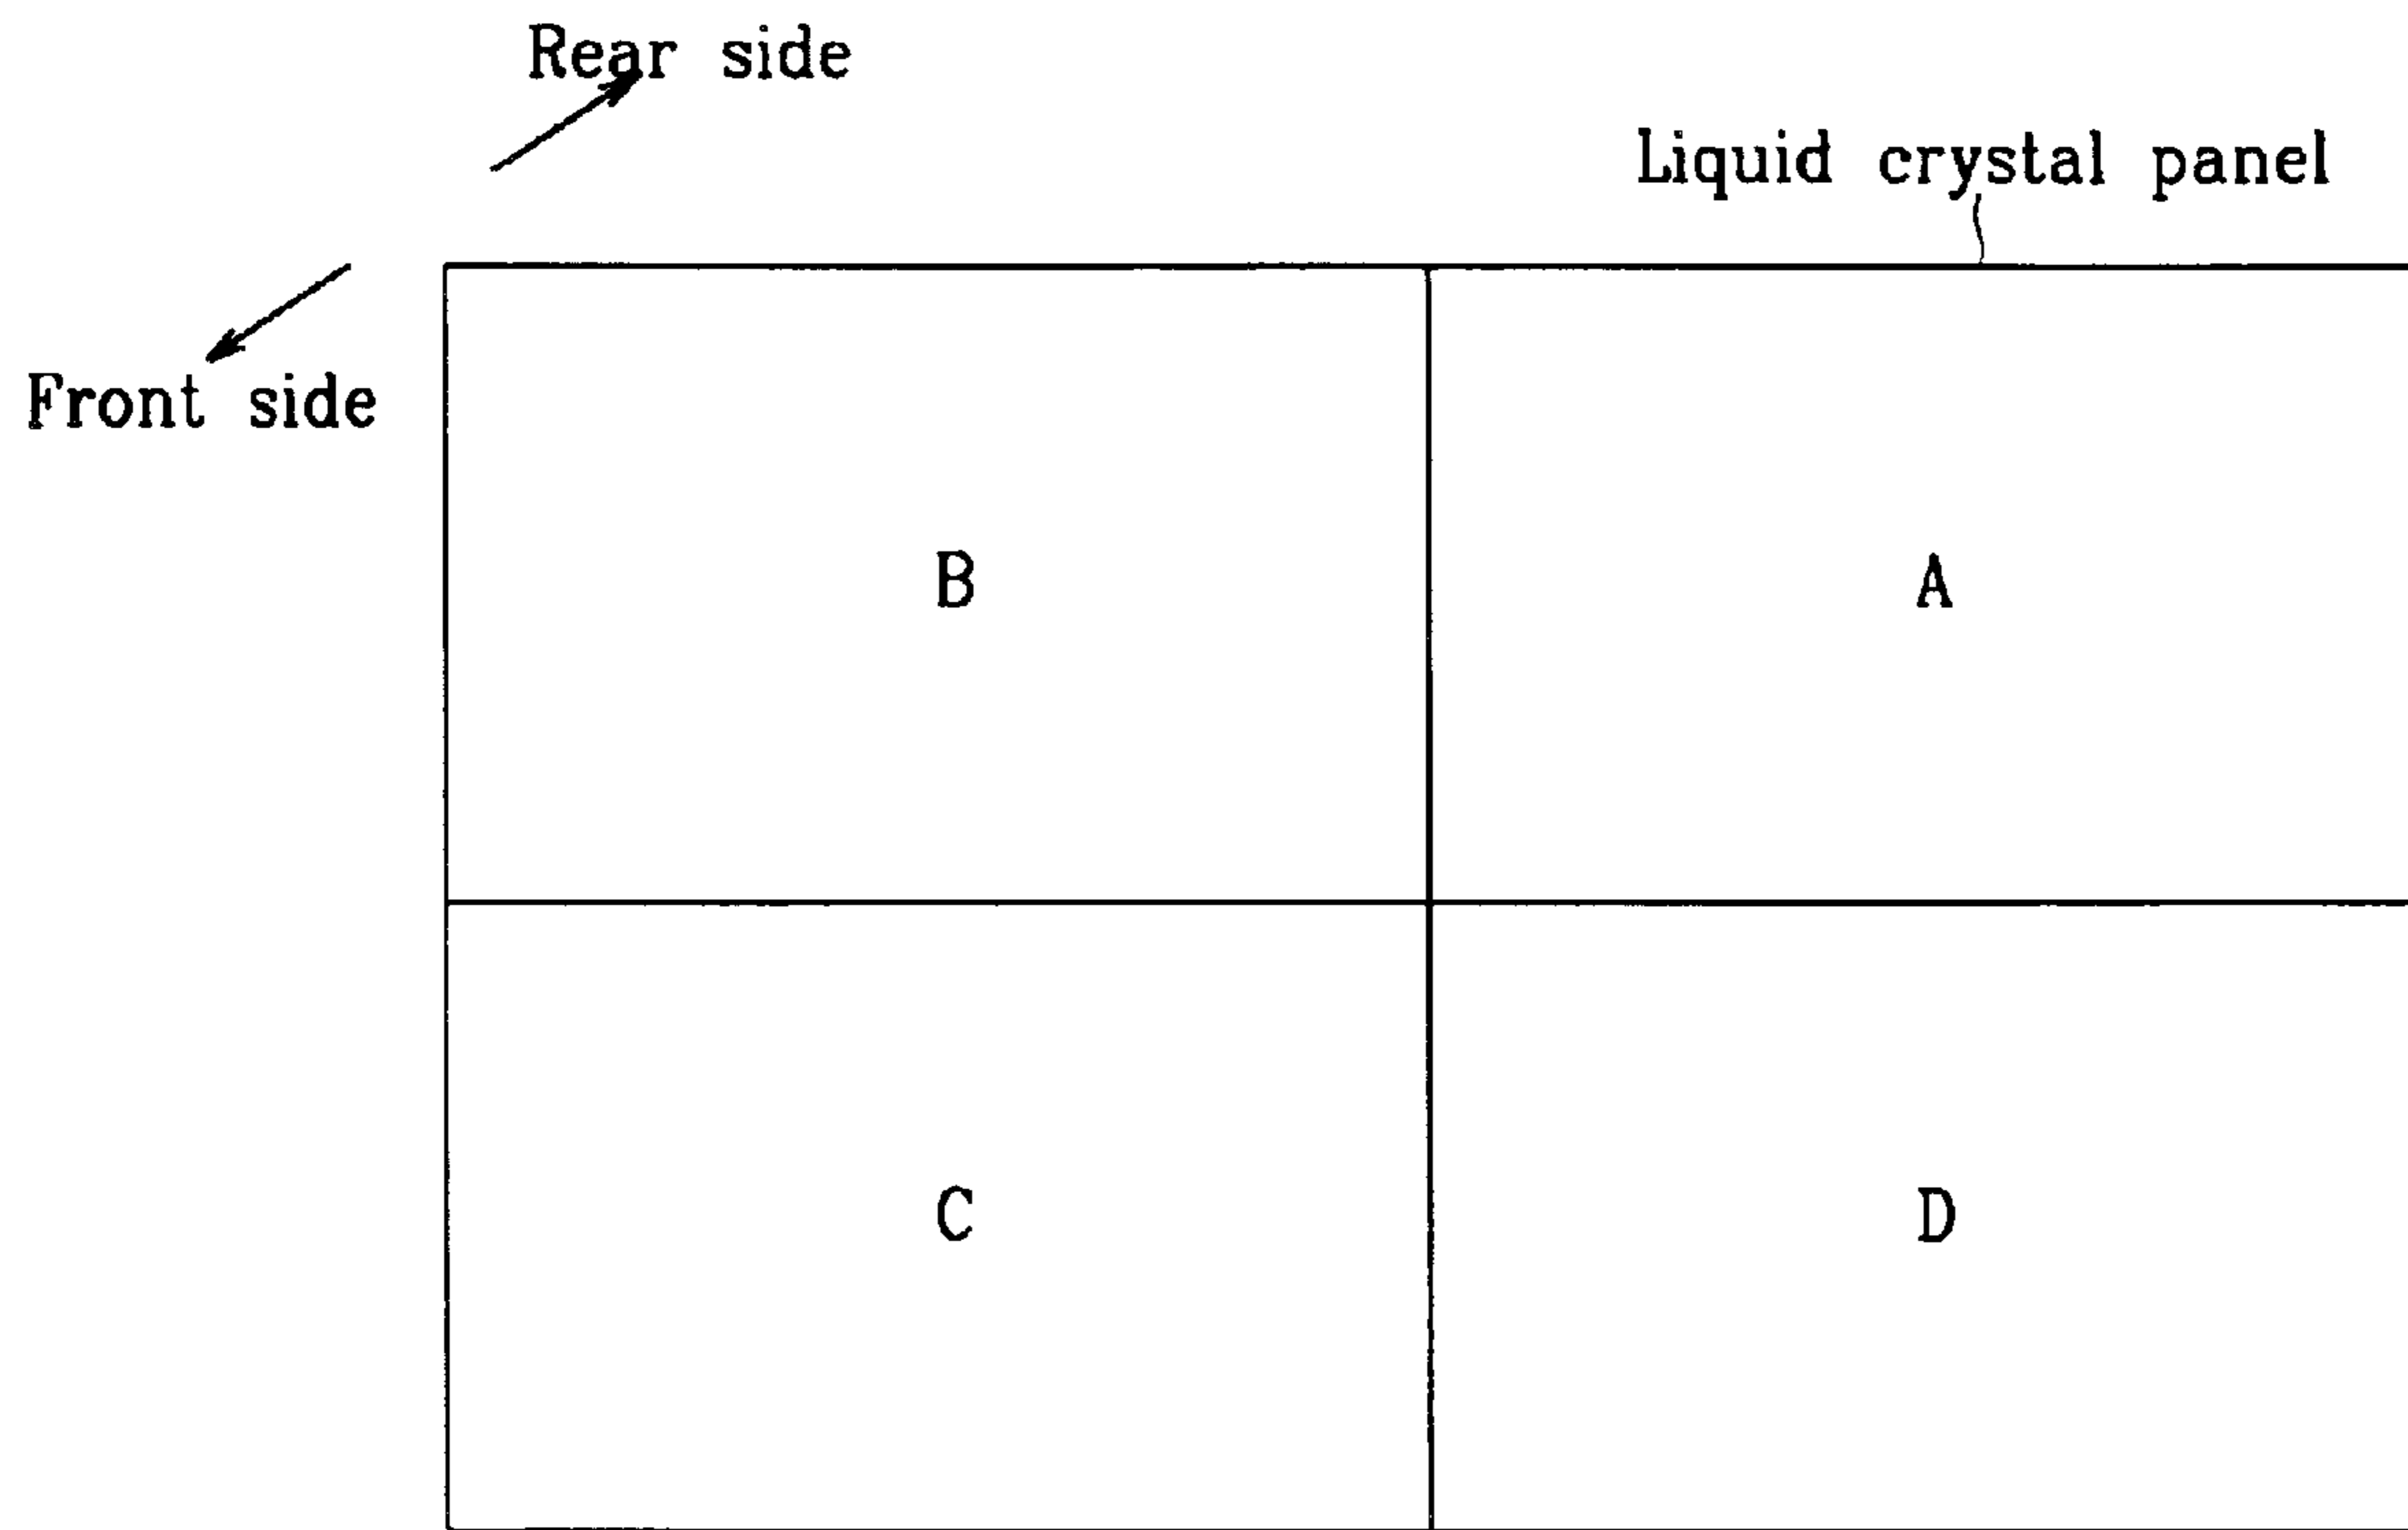 Rear side
Liquid crystal panel
Front side
B A
C D